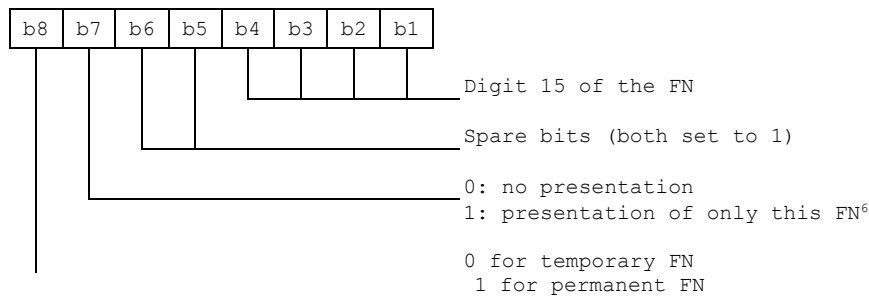 b8 b7 b6 b5 b4 b3 b2 b1
Digit 15 of the FN
Spare bits (both set to 1)
0: no presentation
1: presentation of only this FN⁶
0 for temporary FN
1 for permanent FN